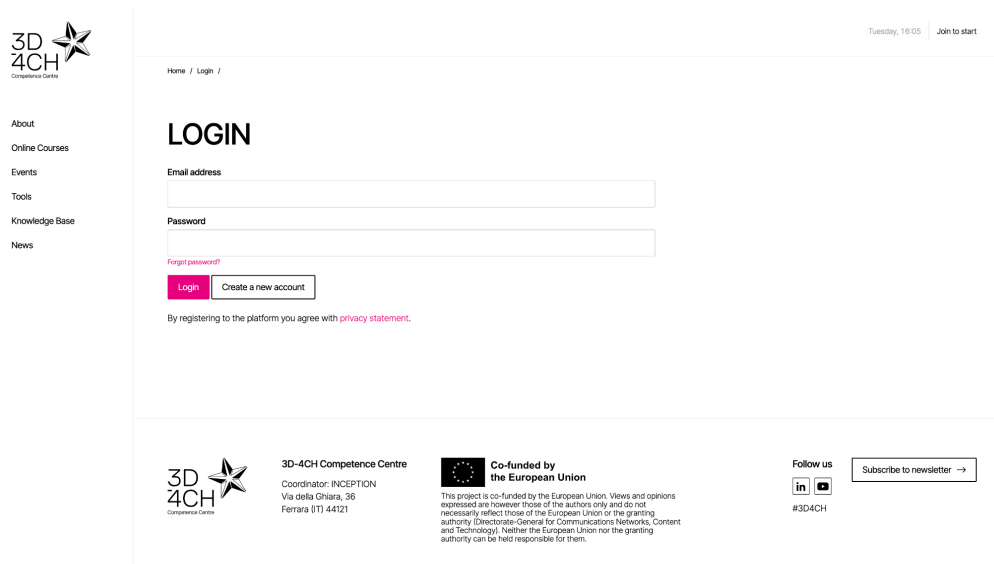 3D
4CH
Competence Centre
Tuesday, 16:05
Join to start
Home / Login /
About
Online Courses
Events
Tools
Knowledge Base
News
LOGIN
Email address
Password
Forgot password?
Login
Create a new account
By registering to the platform you agree with privacy statement.
3D
4CH
Competence Centre
3D-4CH Competence Centre
Coordinator: INCEPTION
Via della Ghiara, 36
Ferrara (IT) 44121
Co-funded by
the European Union
This project is co-funded by the European Union. Views and opinions
expressed are however those of the authors only and do not
necessarily reflect those of the European Union or the granting
authority (Directorate-General for Communications Networks, Content
and Technology). Neither the European Union nor the granting
authority can be held responsible for them.
Follow us
in
#3D4CH
Subscribe to newsletter →